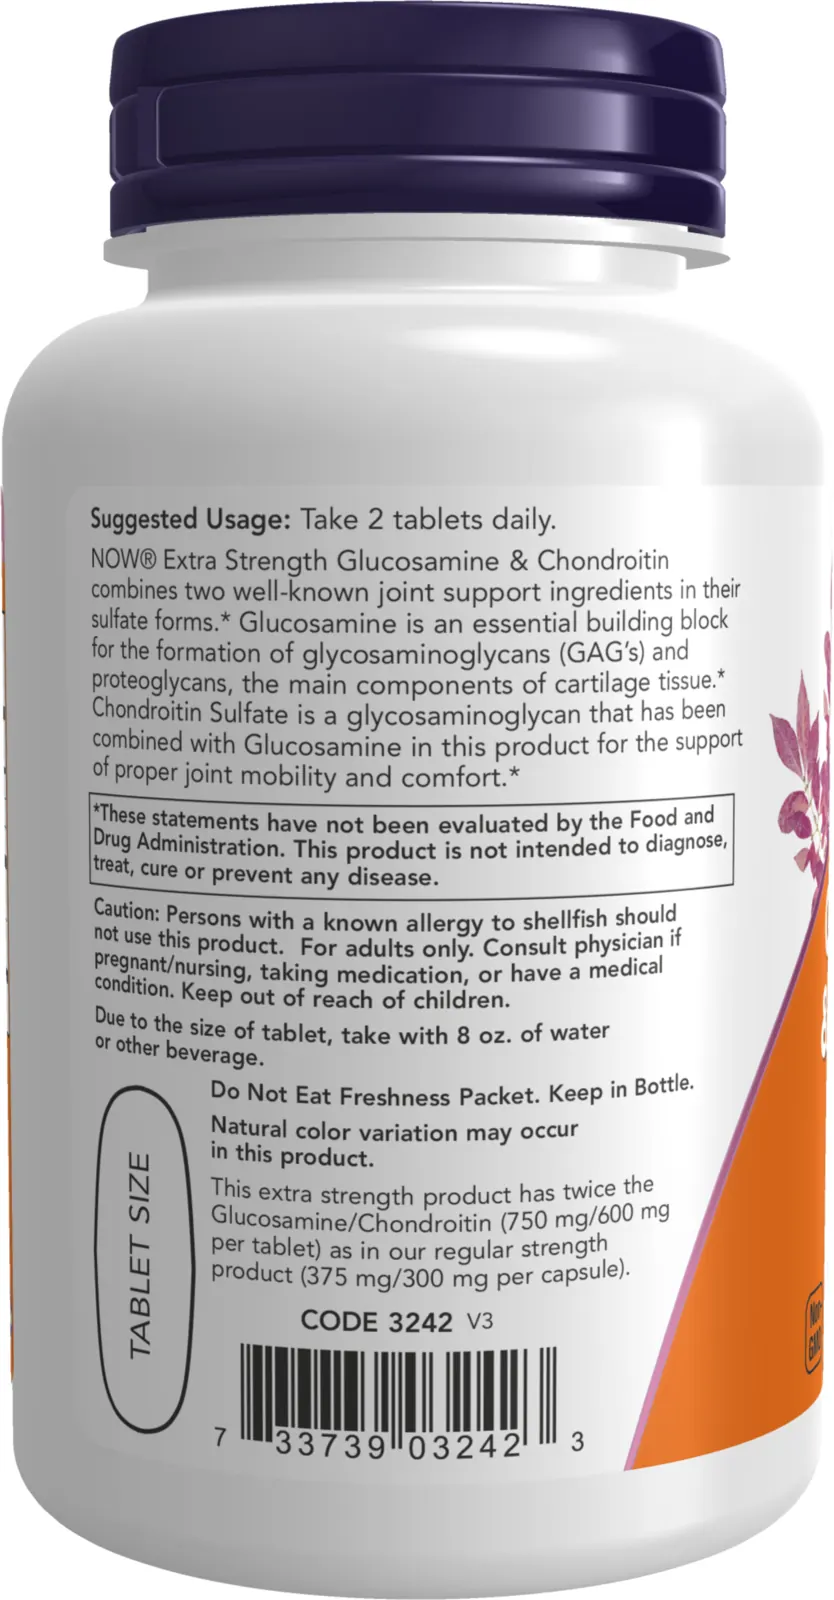 Suggested Usage: Take 2 tablets daily.
NOW® Extra Strength Glucosamine & Chondroitin
combines two well-known joint support ingredients in their
sulfate forms.* Glucosamine is an essential building block
for the formation of glycosaminoglycans (GAG's) and
proteoglycans, the main components of cartilage tissue.*
Chondroitin Sulfate is a glycosaminoglycan that has been
combined with Glucosamine in this product for the support
of proper joint mobility and comfort.*
*These statements have not been evaluated by the Food and
Drug Administration. This product is not intended to diagnose,
treat, cure or prevent any disease.
Caution: Persons with a known allergy to shellfish should
not use this product. For adults only. Consult physician if
pregnant/nursing, taking medication, or have a medical
condition. Keep out of reach of children.
Due to the size of tablet, take with 8 oz. of water
or other beverage.
Do Not Eat Freshness Packet. Keep in Bottle.
Natural color variation may occur
in this product.
This extra strength product has twice the
Glucosamine/Chondroitin (750 mg/600 mg
per tablet) as in our regular strength
product (375 mg/300 mg per capsule).
TABLET SIZE
CODE 3242 V3
7 33739 03242 3
&
Non-
GMO